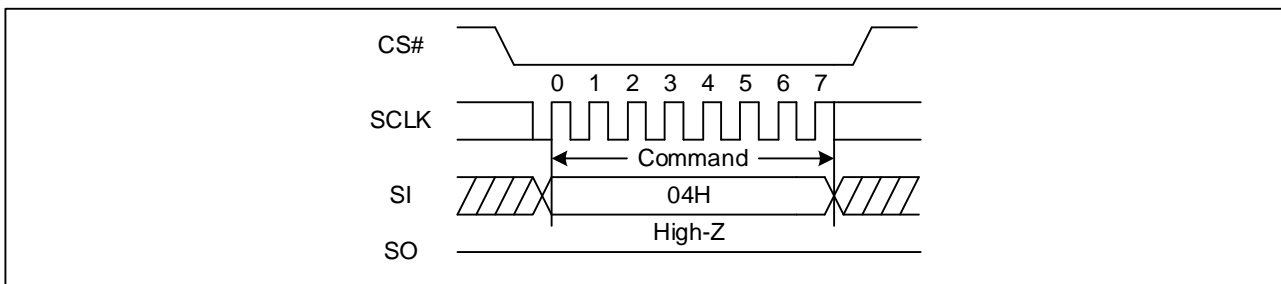 CS#
0 1 2 3 4 5 6 7
SCLK
Command
SI 04H
High-Z
SO